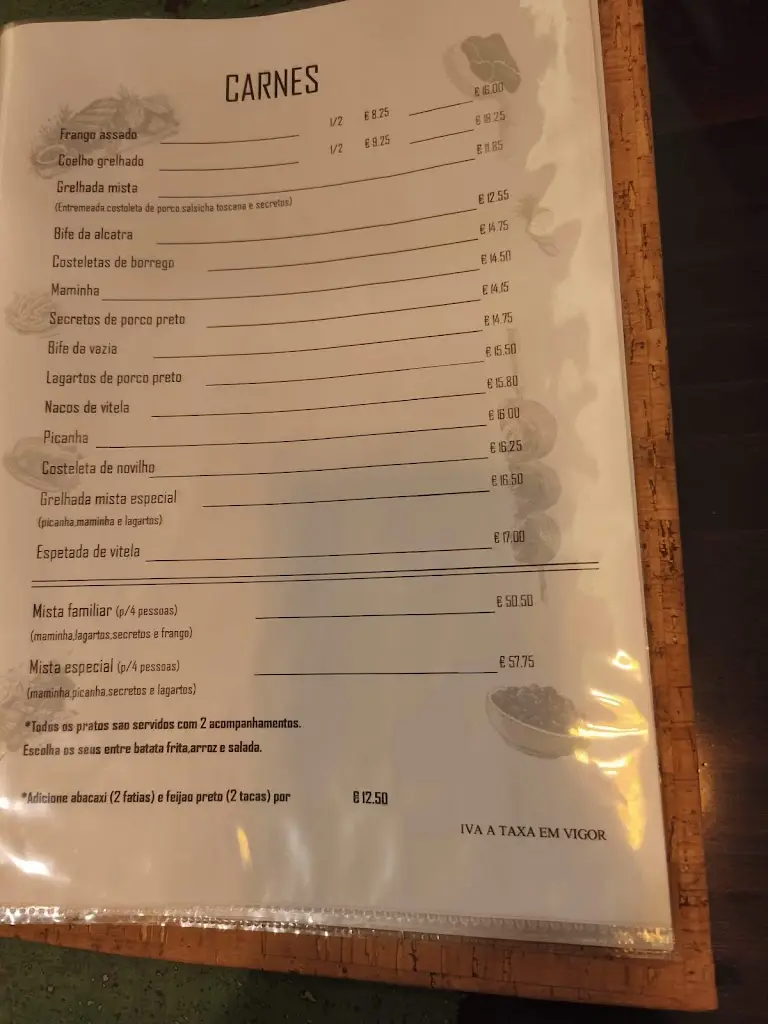 CARNES
Frango assado 1/2 € 8.25 € 16.00
Coelho grelhado 1/2 € 9.25 € 18.25
Grelhada mista € 11.65
(Entremeada,costoleta de porco,salsicha toscana e secretos)
Bife da alcatra € 12.55
Costeletas de borrego € 14.75
Maminha € 14.50
Secretos de porco preto € 14.15
Bife da vazia € 14.75
Lagartos de porco preto € 15.50
Nacos de vitela € 15.80
Picanha € 16.00
Costeleta de novilho € 16.25
Grelhada mista especial € 16.50
(picanha,maminha e lagartos)
Espetada de vitela € 17.00
Mista familiar (p/4 pessoas) € 50.50
(maminha,lagartos,secretos e frango)
Mista especial (p/4 pessoas) € 57.75
(maminha,picanha,secretos e lagartos)
*Todos os pratos sao servidos com 2 acompanhamentos.
Escolha os seus entre batata frita,arroz e salada.
*Adicione abacaxi (2 fatias) e feijao preto (2 tacas) por € 12.50
IVA A TAXA EM VIGOR